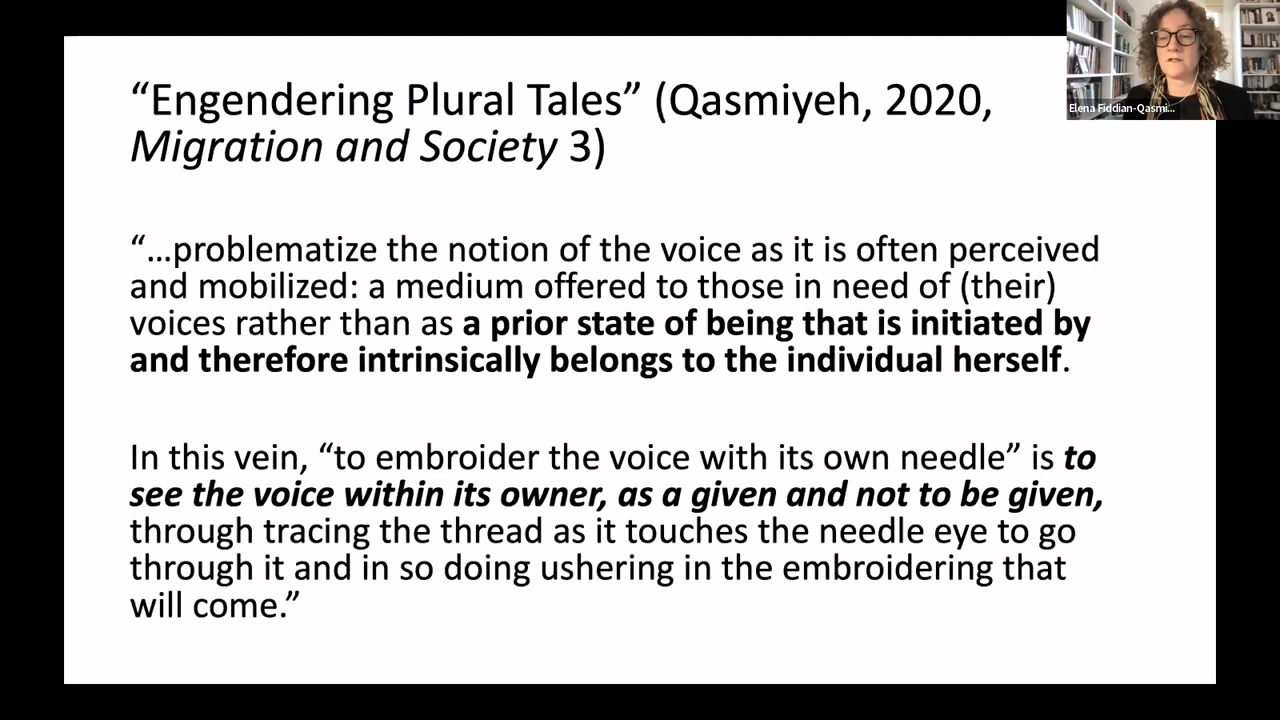 “Engendering Plural Tales” (Qasmiyeh, 2020,
Migration and Society 3)
Elena Fiddian-Qasmi...
“…problematize the notion of the voice as it is often perceived
and mobilized: a medium offered to those in need of (their)
voices rather than as a prior state of being that is initiated by
and therefore intrinsically belongs to the individual herself.
In this vein, “to embroider the voice with its own needle” is to
see the voice within its owner, as a given and not to be given,
through tracing the thread as it touches the needle eye to go
through it and in so doing ushering in the embroidering that
will come.”